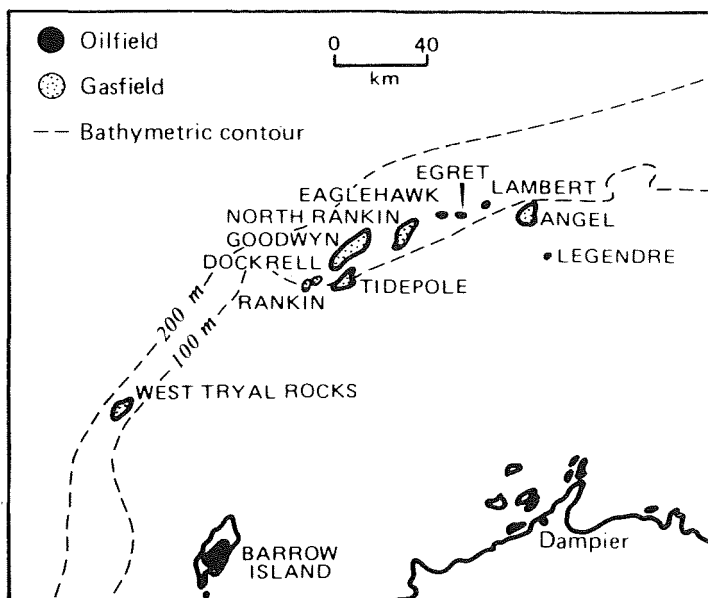 Oilfield
Gasfield
Bathymetric contour
0 40
km
EGRET
EAGLEHAWK
LAMBERT
NORTH RANKIN
ANGEL
GOODWYN
DOCKRELL
LEGENDRE
RANKIN
TIDEPOLE
200 m
100 m
WEST TRYAL ROCKS
BARROW
ISLAND
Dampier